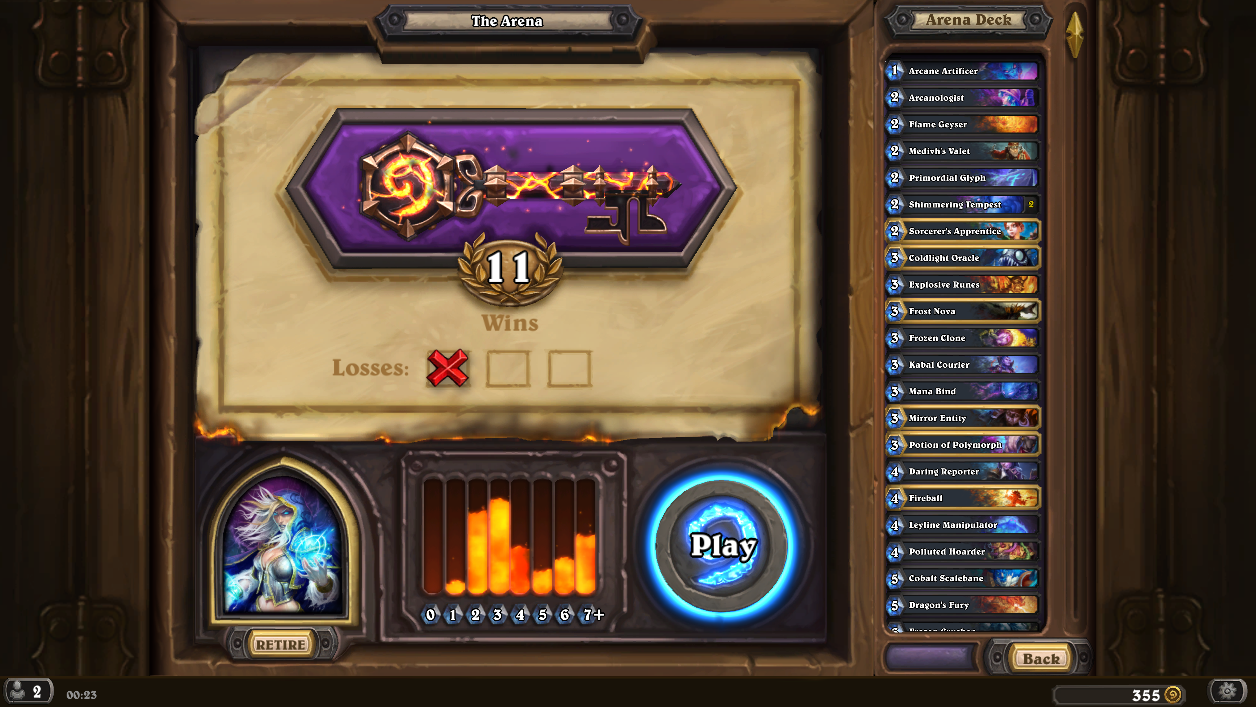 The Arena
11
Wins
Losses:
RETIRE
0 1 2 3 4 5 6 7+
Play
Arena Deck
1 Arcane Artificer
2 Arcanologist
2 Flame Geyser
2 Medivh's Valet
2 Primordial Glyph
2 Shimmering Tempest 2
2 Sorcerer's Apprentice
3 Coldlight Oracle
3 Explosive Runes
3 Frost Nova
3 Frozen Clone
3 Kabal Courier
3 Mana Bind
3 Mirror Entity
3 Potion of Polymorph
4 Daring Reporter
4 Fireball
4 Leyline Manipulator
4 Polluted Hoarder
5 Cobalt Scalebane
5 Dragon's Fury
Back
2
00:23
355